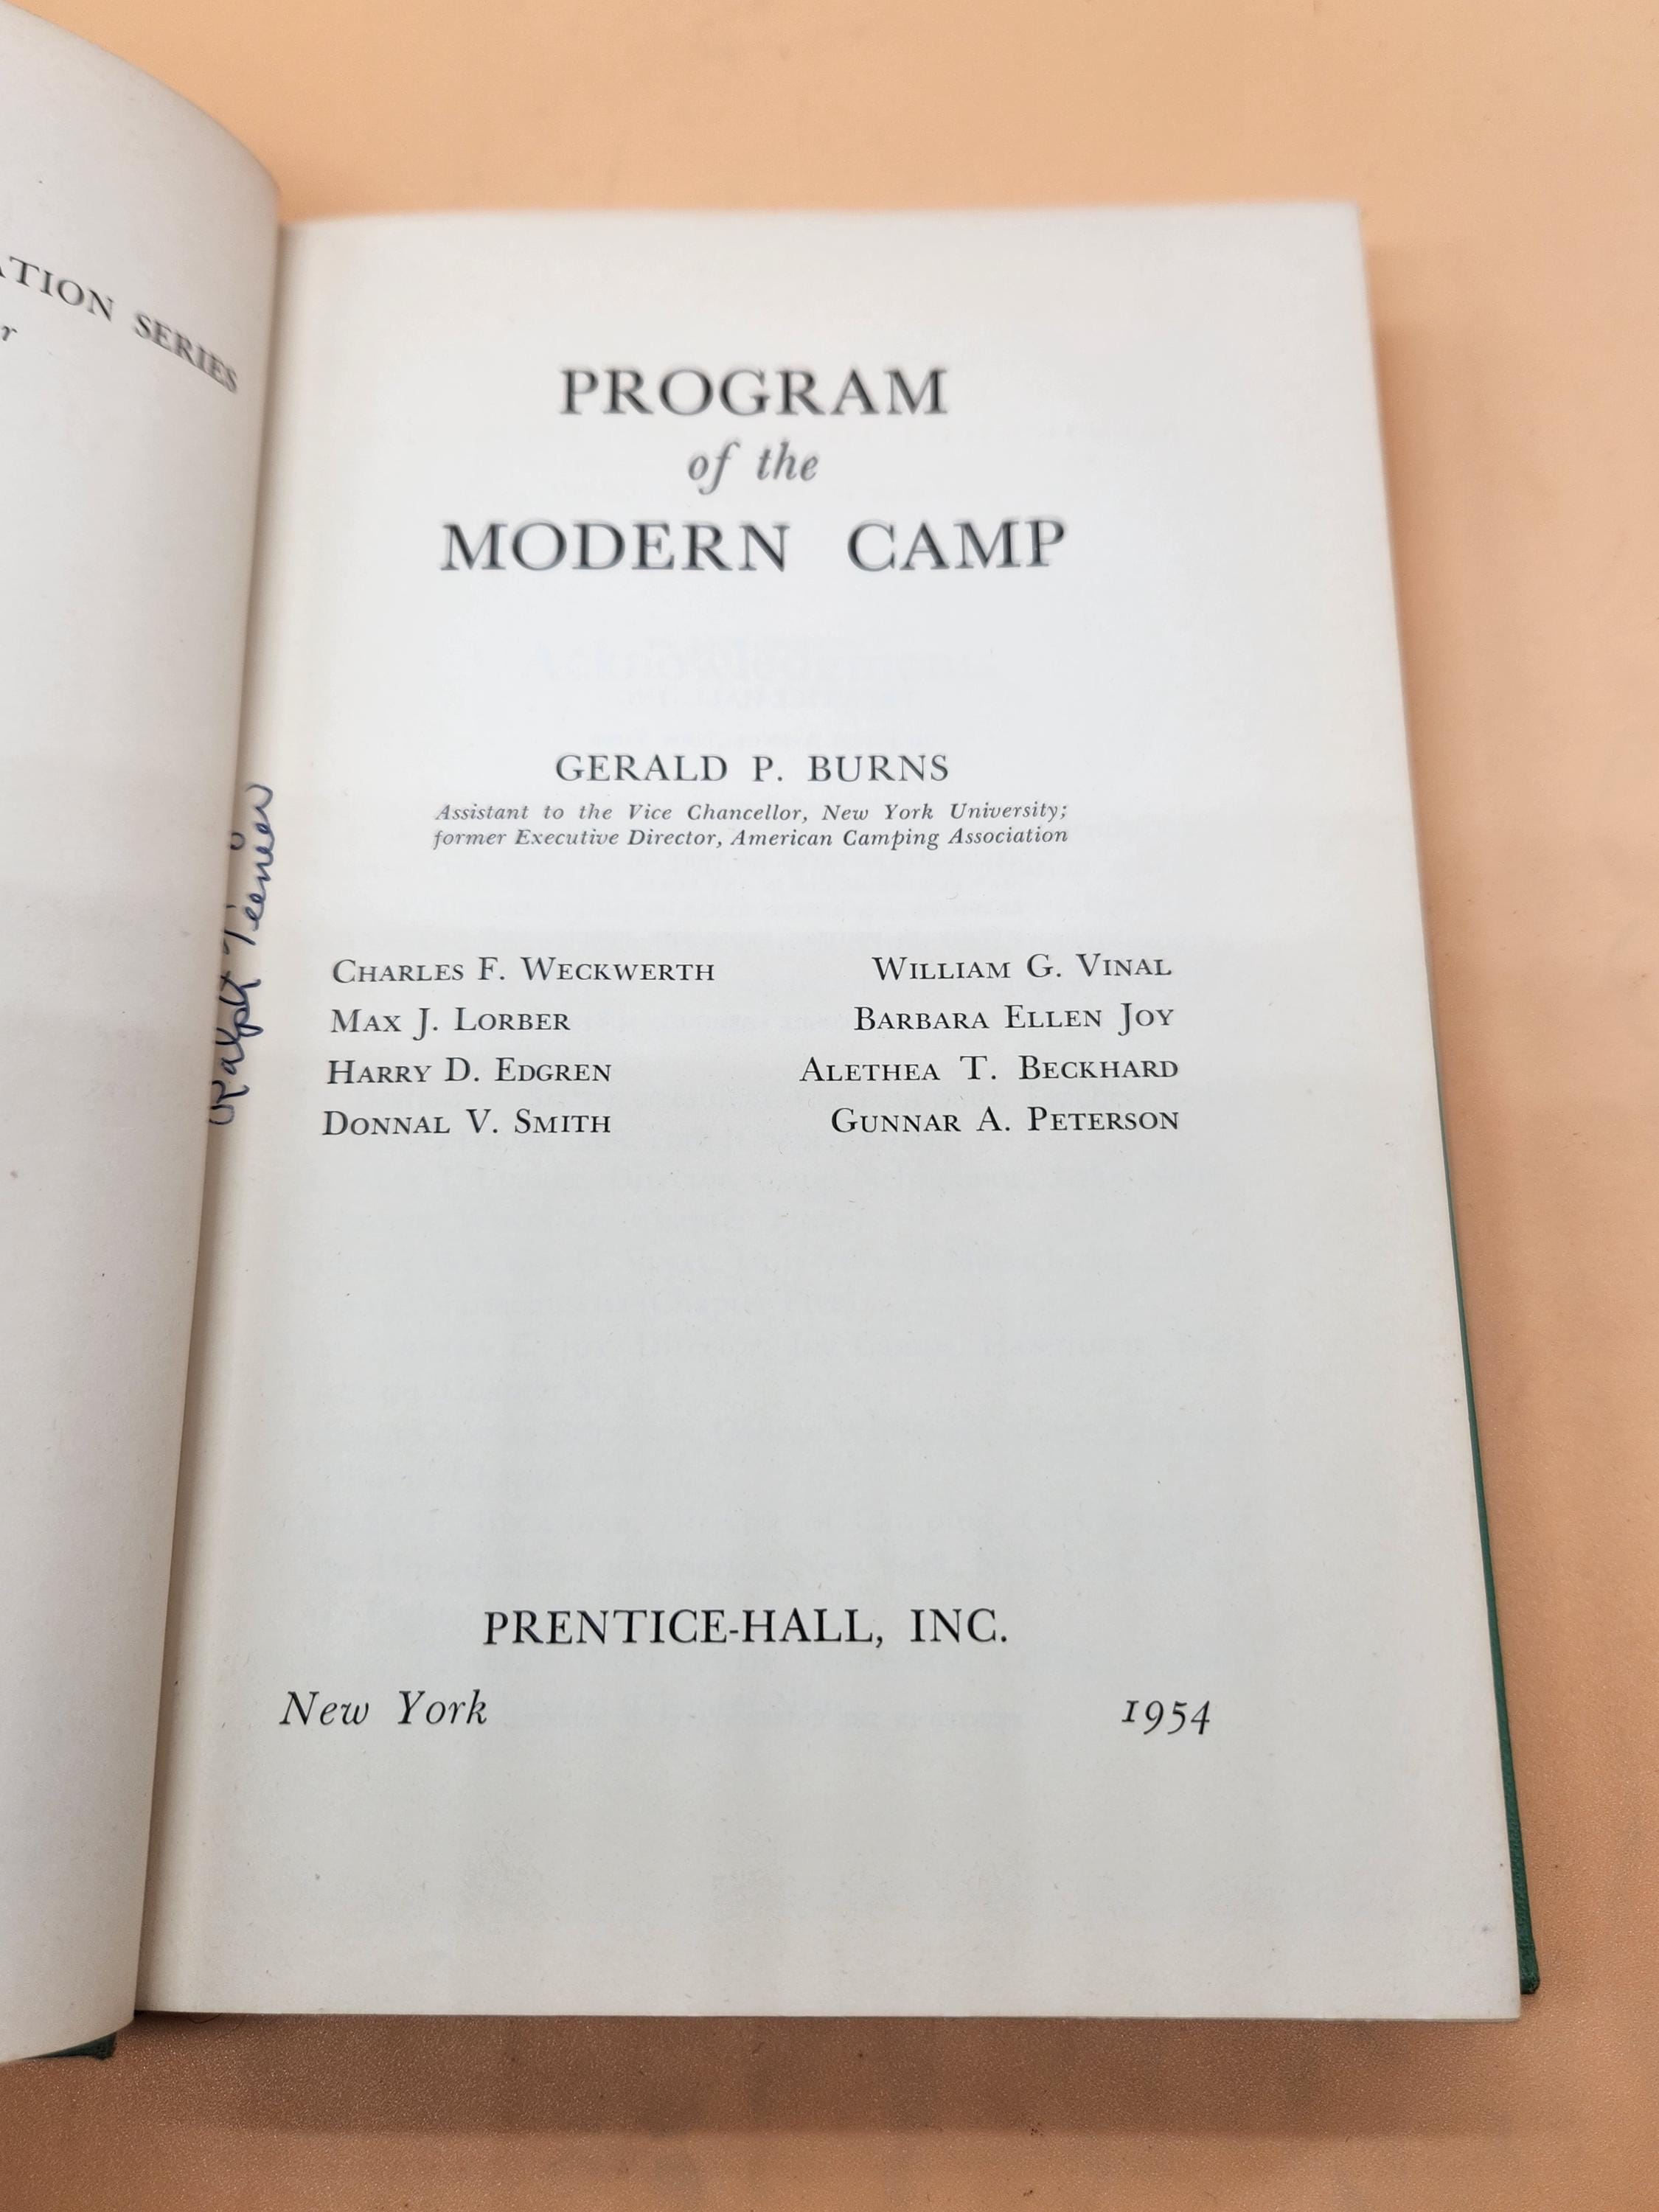 ATION SERIES
r
PROGRAM
of the
MODERN CAMP
GERALD P. BURNS
Assistant to the Vice Chancellor, New York University;
former Executive Director, American Camping Association
CHARLES F. WECKWERTH WILLIAM G. VINAL
MAX J. LORBER BARBARA ELLEN JOY
HARRY D. EDGREN ALETHEA T. BECKHARD
DONNAL V. SMITH GUNNAR A. PETERSON
PRENTICE-HALL, INC.
New York 1954
Ralph